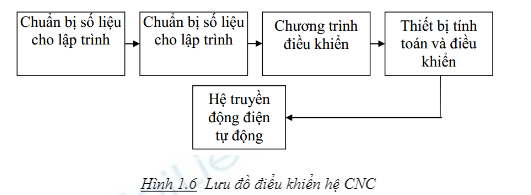 Chuẩn bị số liệu
cho lập trình
Chuẩn bị số liệu
cho lập trình
Chương trình
điều khiển
Thiết bị tính
toán và điều
khiển
Hệ truyền
động điện
tự động
Hình 1.6 Lưu đồ điểu khiển hệ CNC